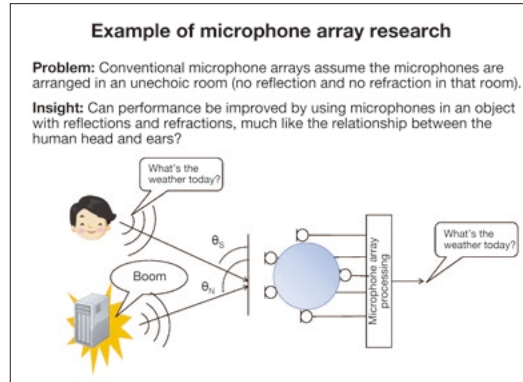 Example of microphone array research
Problem: Conventional microphone arrays assume the microphones are
arranged in an unechoic room (no reflection and no refraction in that room).
Insight: Can performance be improved by using microphones in an object
with reflections and refractions, much like the relationship between the
human head and ears?
What's the
weather today?
θS
Boom
θN
Microphone array
processing
What's the
weather today?